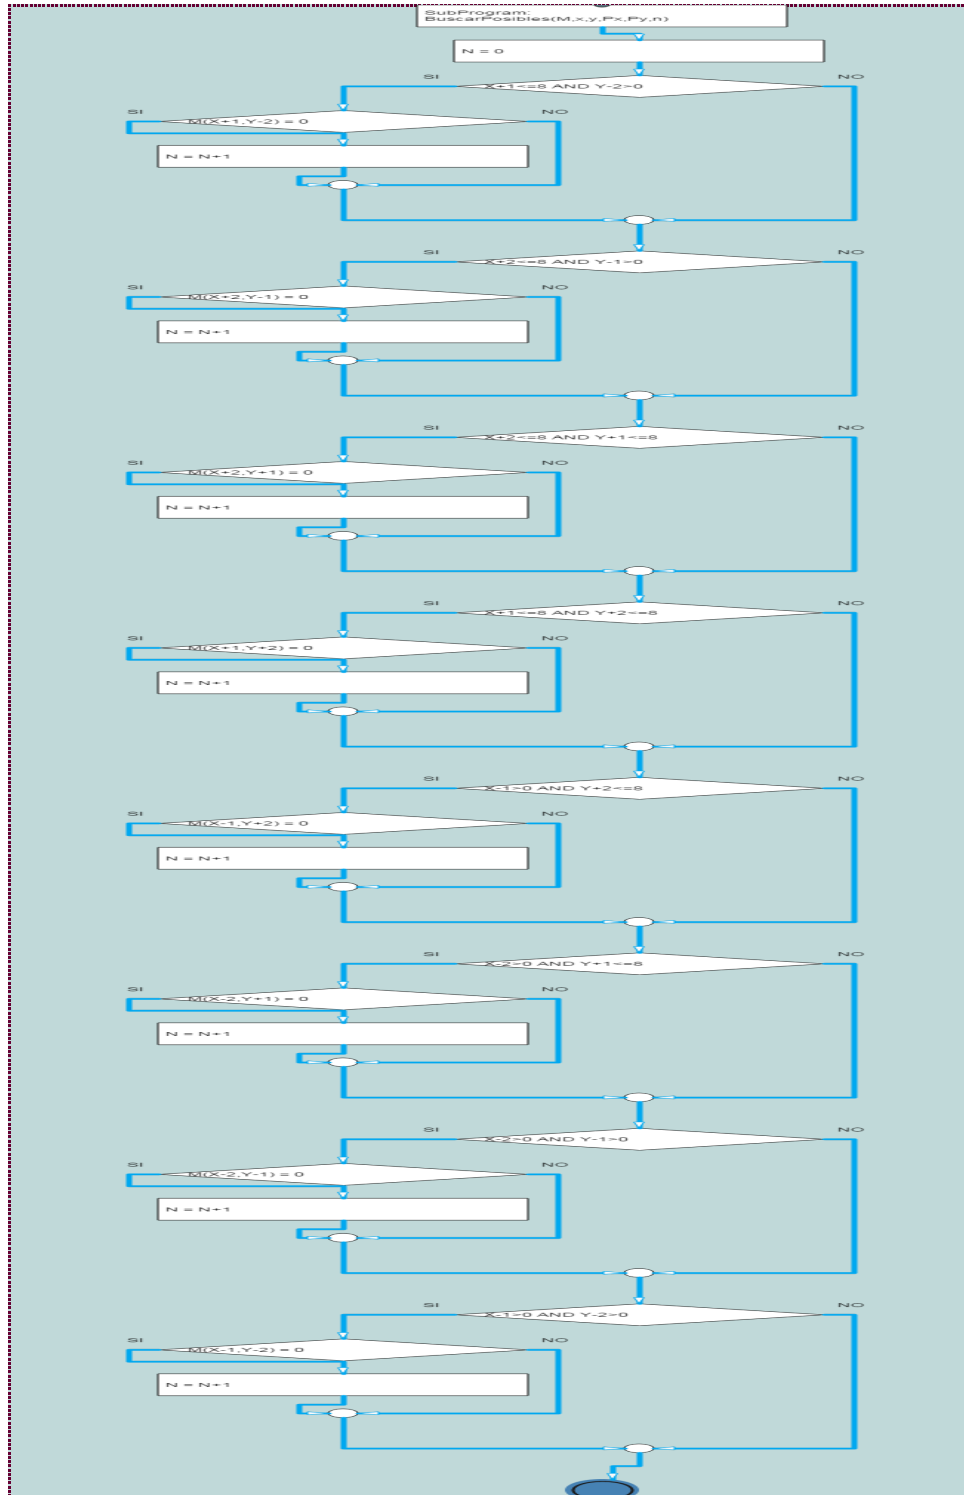 SubProgram:
BuscarPosibles(M,x,y,Px,Py,n)
N = 0
SI
NO
X+1<=8 AND Y-2>0
SI
NO
M(X+1,Y-2) = 0
N = N+1
SI
NO
X+2<=8 AND Y-1>0
SI
NO
M(X+2,Y-1) = 0
N = N+1
SI
NO
X+2<=8 AND Y+1<=8
SI
NO
M(X+2,Y+1) = 0
N = N+1
SI
NO
X+1<=8 AND Y+2<=8
SI
NO
M(X+1,Y+2) = 0
N = N+1
SI
NO
X-1>0 AND Y+2<=8
SI
NO
M(X-1,Y+2) = 0
N = N+1
SI
NO
X-2>0 AND Y+1<=8
SI
NO
M(X-2,Y+1) = 0
N = N+1
SI
NO
X-2>0 AND Y-1>0
SI
NO
M(X-2,Y-1) = 0
N = N+1
SI
NO
X-1>0 AND Y-2>0
SI
NO
M(X-1,Y-2) = 0
N = N+1